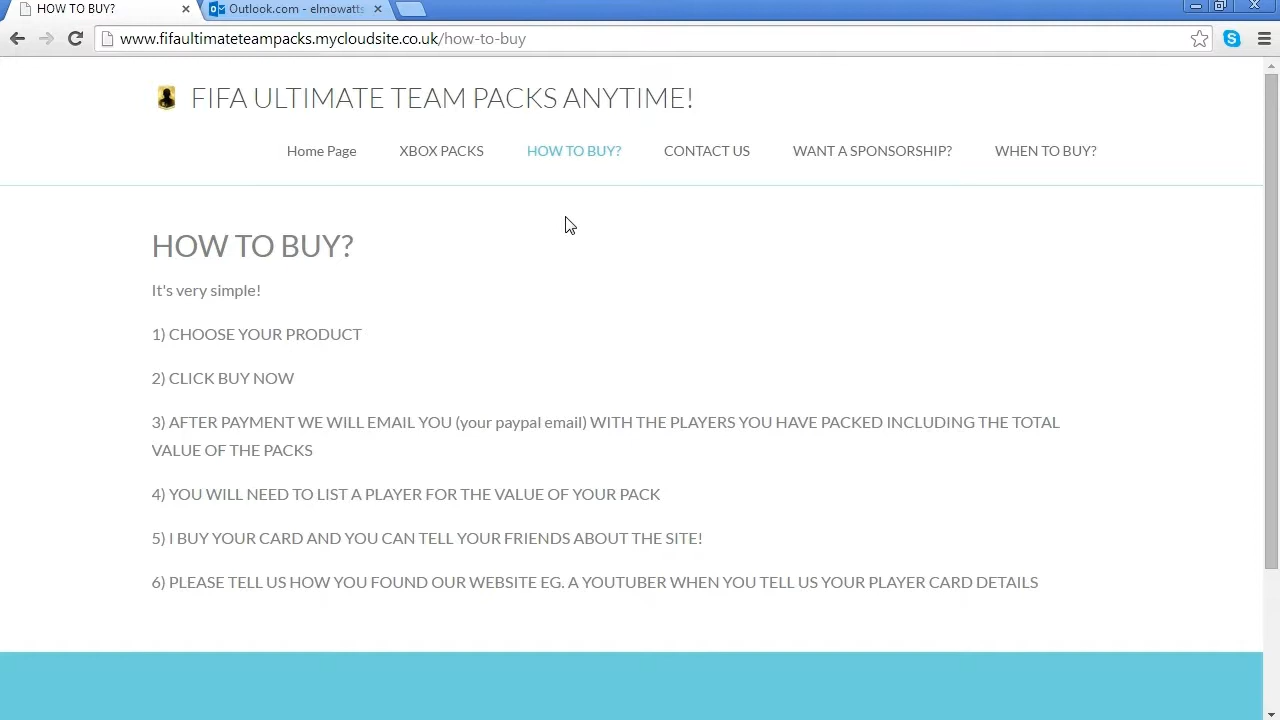 HOW TO BUY?
Outlook.com - elmowatts
www.fifaultimateteampacks.mycloudsite.co.uk/how-to-buy
FIFA ULTIMATE TEAM PACKS ANYTIME!
Home Page XBOX PACKS HOW TO BUY? CONTACT US WANT A SPONSORSHIP? WHEN TO BUY?
HOW TO BUY?
It's very simple!
1) CHOOSE YOUR PRODUCT
2) CLICK BUY NOW
3) AFTER PAYMENT WE WILL EMAIL YOU (your paypal email) WITH THE PLAYERS YOU HAVE PACKED INCLUDING THE TOTAL
VALUE OF THE PACKS
4) YOU WILL NEED TO LIST A PLAYER FOR THE VALUE OF YOUR PACK
5) I BUY YOUR CARD AND YOU CAN TELL YOUR FRIENDS ABOUT THE SITE!
6) PLEASE TELL US HOW YOU FOUND OUR WEBSITE EG. A YOUTUBER WHEN YOU TELL US YOUR PLAYER CARD DETAILS